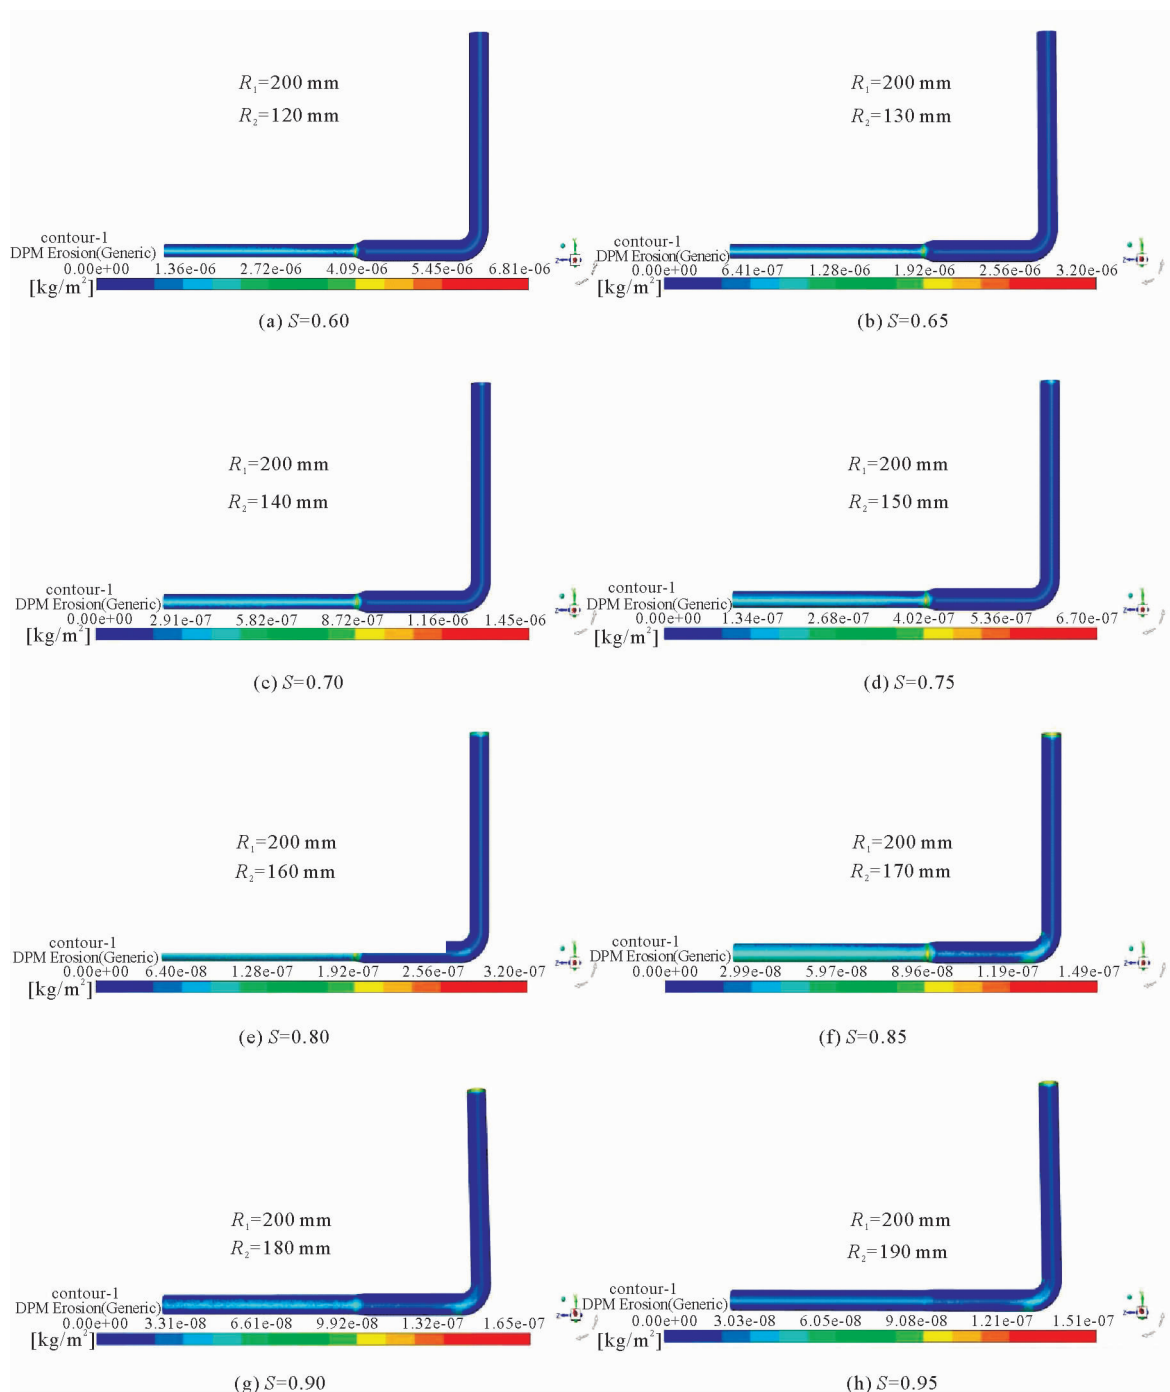 R₁=200 mm
R₂=120 mm
contour-1
DPM Erosion(Generic)
0.00e+00 1.36e-06 2.72e-06 4.09e-06 5.45e-06 6.81e-06
[kg/m²]
(a) S=0.60
R₁=200 mm
R₂=130 mm
contour-1
DPM Erosion(Generic)
0.00e+00 6.41e-07 1.28e-06 1.92e-06 2.56e-06 3.20e-06
[kg/m²]
(b) S=0.65
R₁=200 mm
R₂=140 mm
contour-1
DPM Erosion(Generic)
0.00e+00 2.91e-07 5.82e-07 8.72e-07 1.16e-06 1.45e-06
[kg/m²]
(c) S=0.70
R₁=200 mm
R₂=150 mm
contour-1
DPM Erosion(Generic)
0.00e+00 1.34e-07 2.68e-07 4.02e-07 5.36e-07 6.70e-07
[kg/m²]
(d) S=0.75
R₁=200 mm
R₂=160 mm
contour-1
DPM Erosion(Generic)
0.00e+00 6.40e-08 1.28e-07 1.92e-07 2.56e-07 3.20e-07
[kg/m²]
(e) S=0.80
R₁=200 mm
R₂=170 mm
contour-1
DPM Erosion(Generic)
0.00e+00 2.99e-08 5.97e-08 8.96e-08 1.19e-07 1.49e-07
[kg/m²]
(f) S=0.85
R₁=200 mm
R₂=180 mm
contour-1
DPM Erosion(Generic)
0.00e+00 3.31e-08 6.61e-08 9.92e-08 1.32e-07 1.65e-07
[kg/m²]
(g) S=0.90
R₁=200 mm
R₂=190 mm
contour-1
DPM Erosion(Generic)
0.00e+00 3.03e-08 6.05e-08 9.08e-08 1.21e-07 1.51e-07
[kg/m²]
(h) S=0.95